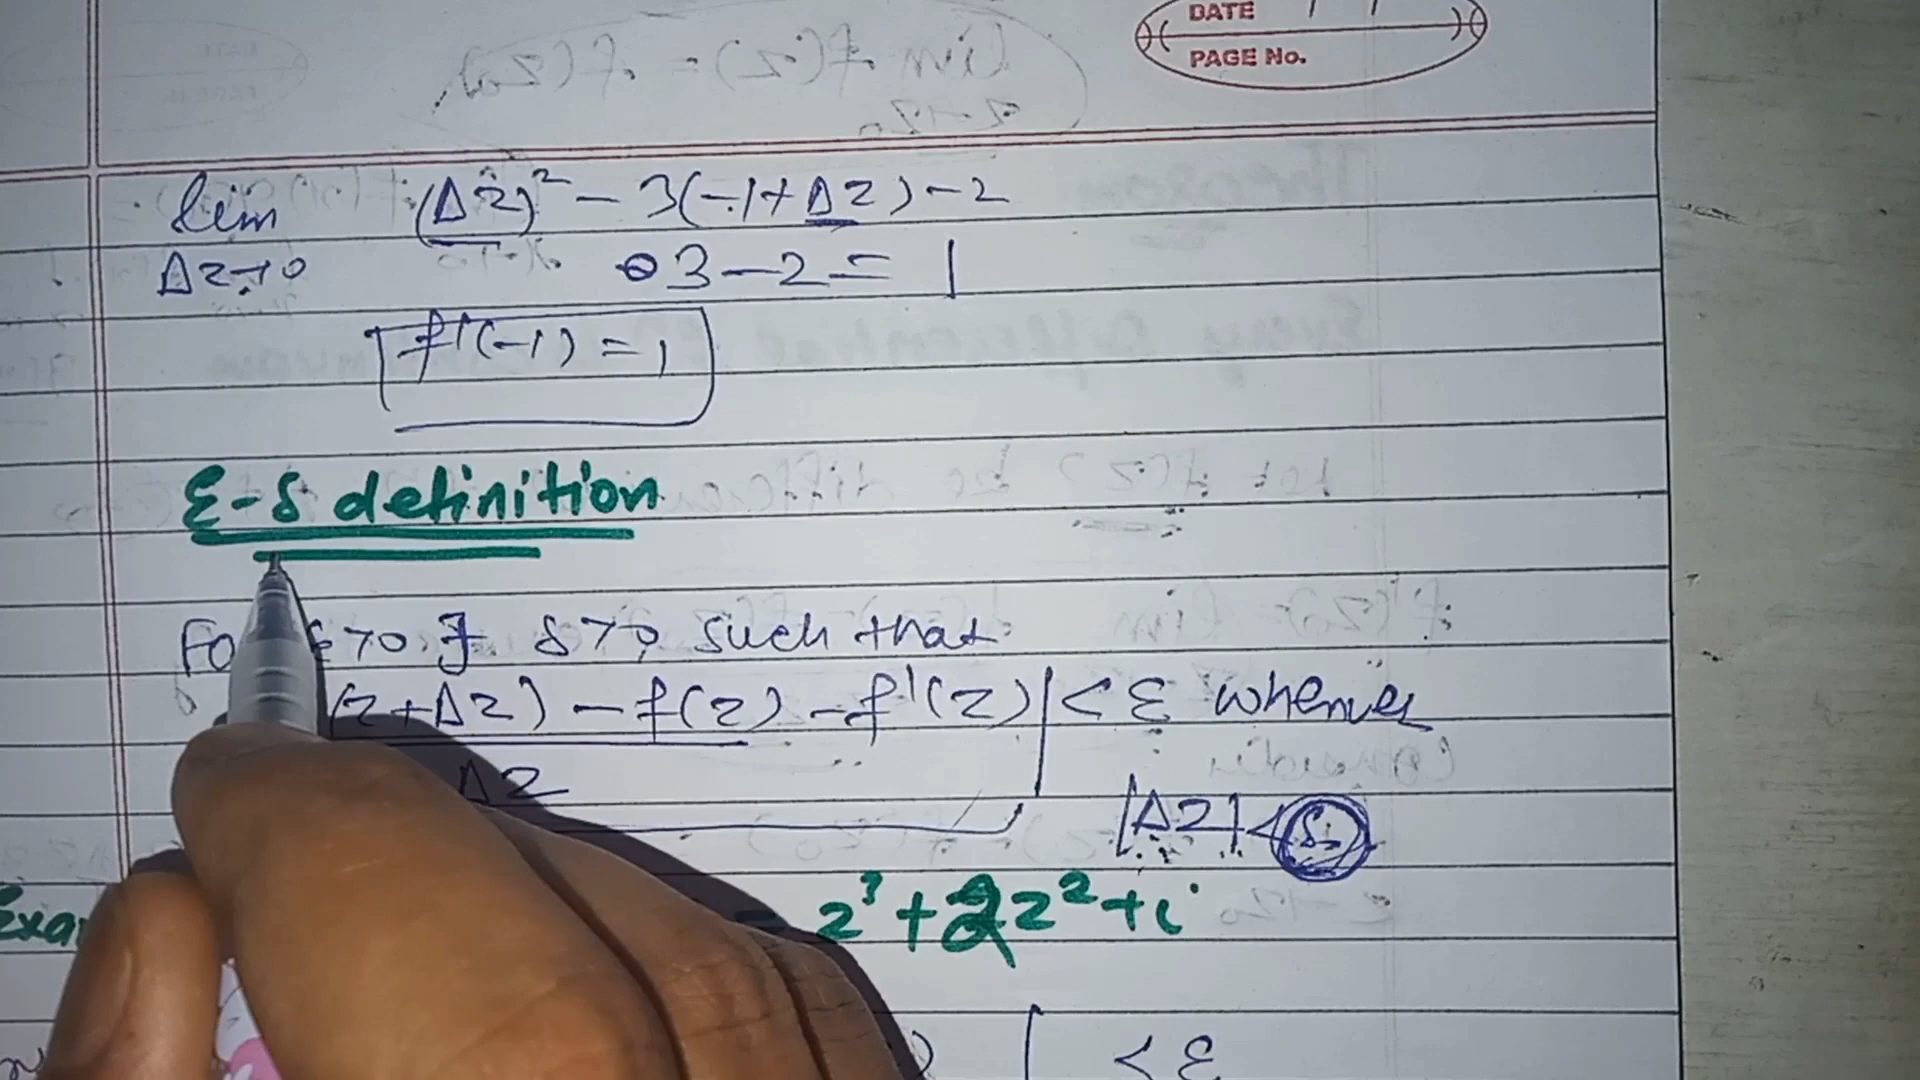 DATE / /
PAGE No.
lim (Δz)² - 3(-1+Δz) - 2
Δz→0 3 - 2 = 1
f'(-1) = 1
ε-δ definition
ε>0 ∃ δ>0 such that
(z+Δz) - f(z) - f'(z)| < ε whenever
Δz
|Δz| < δ
= z³+2z²+i
| < ε